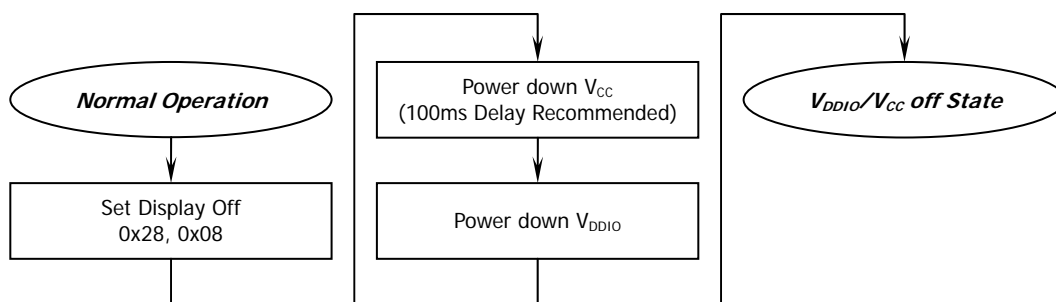 Normal Operation
Set Display Off
0x28, 0x08
Power down VCC
(100ms Delay Recommended)
Power down VDDIO
VDDIO/VCC off State